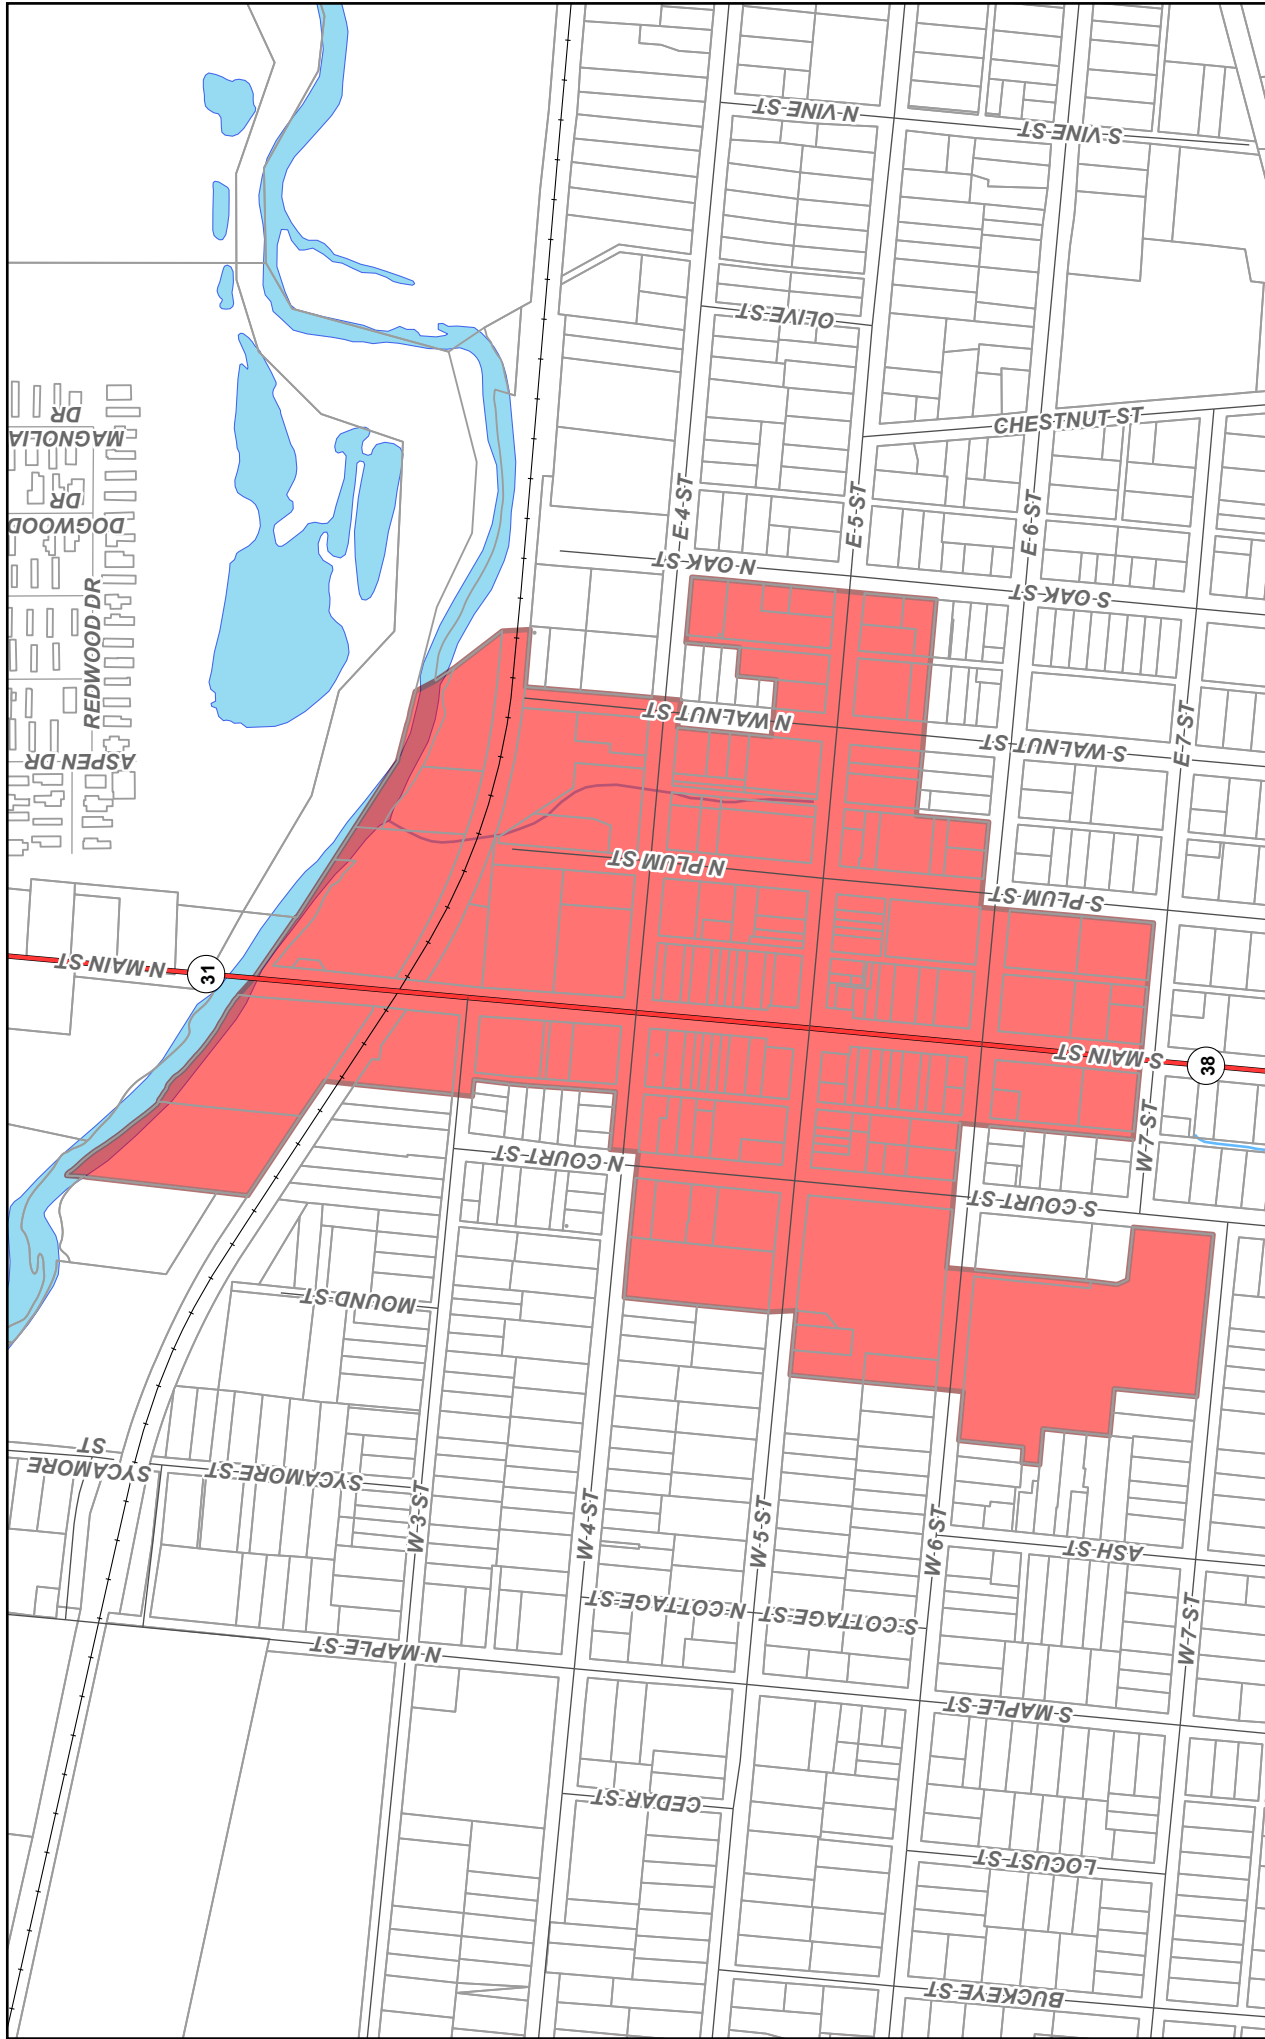 N VINE ST
S VINE ST
OLIVE ST
MAGNOLIA
DR
CHESTNUT ST
DOGWOOD
DR
E 4 ST
E 5 ST
E 6 ST
N OAK ST
S OAK ST
REDWOOD DR
ASPEN DR
N WALNUT ST
S WALNUT ST
E 7 ST
N PLUM ST
S PLUM ST
N MAIN ST
31
S MAIN ST
38
W 7 ST
N COURT ST
S COURT ST
MOUND ST
SYCAMORE
ST
SYCAMORE ST
W 3 ST
W 4 ST
W 5 ST
W 6 ST
ASH ST
N COTTAGE ST
S COTTAGE ST
W 7 ST
N MAPLE ST
S MAPLE ST
CEDAR ST
LOCUST ST
BUCKEYE ST